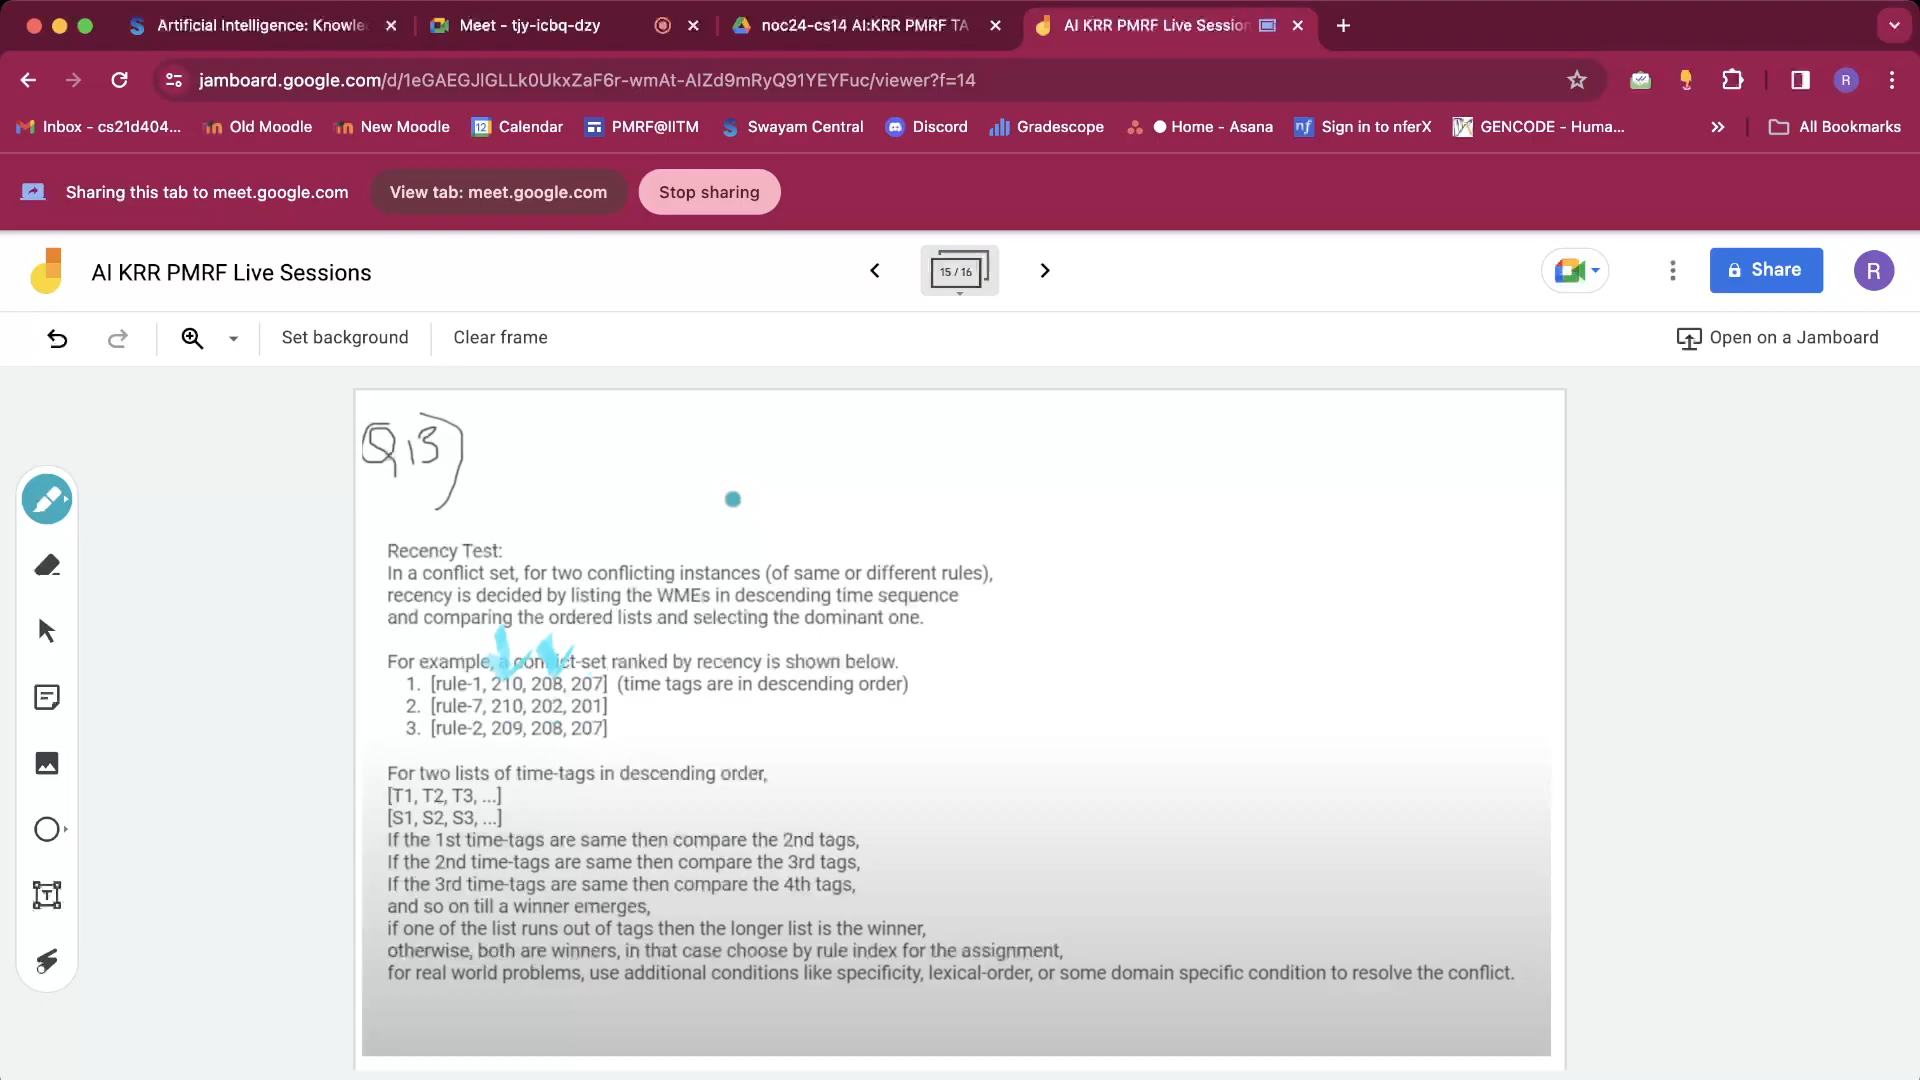 Artificial Intelligence: Knowle
Meet - tjy-icbq-dzy
noc24-cs14 AI:KRR PMRF TA
AI KRR PMRF Live Session
jamboard.google.com/d/1eGAEGJlGLLk0UkxZaF6r-wmAt-AIZd9mRyQ91YEYFuc/viewer?f=14
R
Inbox - cs21d404...
Old Moodle
New Moodle
12
Calendar
PMRF@IITM
Swayam Central
Discord
Gradescope
Home - Asana
nf
Sign in to nferX
GENCODE - Huma...
All Bookmarks
Sharing this tab to meet.google.com
View tab: meet.google.com
Stop sharing
AI KRR PMRF Live Sessions
15 / 16
Share
R
Set background
Clear frame
Open on a Jamboard
Q13)
Recency Test:
In a conflict set, for two conflicting instances (of same or different rules),
recency is decided by listing the WMEs in descending time sequence
and comparing the ordered lists and selecting the dominant one.
For example, a conflict-set ranked by recency is shown below.
1. [rule-1, 210, 208, 207] (time tags are in descending order)
2. [rule-7, 210, 202, 201]
3. [rule-2, 209, 208, 207]
For two lists of time-tags in descending order,
[T1, T2, T3, ...]
[S1, S2, S3, ...]
If the 1st time-tags are same then compare the 2nd tags,
If the 2nd time-tags are same then compare the 3rd tags,
If the 3rd time-tags are same then compare the 4th tags,
and so on till a winner emerges,
if one of the list runs out of tags then the longer list is the winner,
otherwise, both are winners, in that case choose by rule index for the assignment,
for real world problems, use additional conditions like specificity, lexical-order, or some domain specific condition to resolve the conflict.